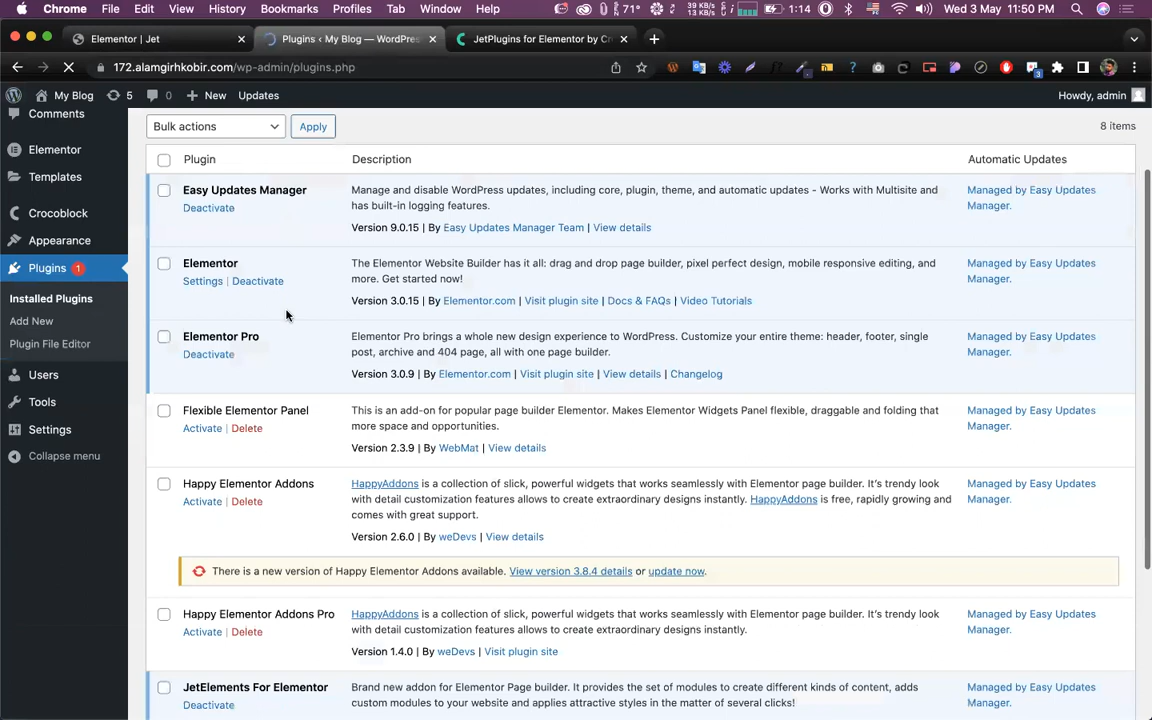 Chrome File Edit View History Bookmarks Profiles Tab Window Help 71° 39 KB/s 13 KB/s 1:14 Wed 3 May 11:50 PM
Elementor | Jet Plugins ‹ My Blog — WordPres JetPlugins for Elementor by Cr
172.alamgirhkobir.com/wp-admin/plugins.php
My Blog 5 0 New Updates Howdy, admin
Comments
Elementor
Templates
Crocoblock
Appearance
Plugins 1
Installed Plugins
Add New
Plugin File Editor
Users
Tools
Settings
Collapse menu
Bulk actions Apply 8 items
Plugin Description Automatic Updates
Easy Updates Manager
Deactivate
Manage and disable WordPress updates, including core, plugin, theme, and automatic updates - Works with Multisite and
has built-in logging features.
Version 9.0.15 | By Easy Updates Manager Team | View details
Managed by Easy Updates
Manager.
Elementor
Settings | Deactivate
The Elementor Website Builder has it all: drag and drop page builder, pixel perfect design, mobile responsive editing, and
more. Get started now!
Version 3.0.15 | By Elementor.com | Visit plugin site | Docs & FAQs | Video Tutorials
Managed by Easy Updates
Manager.
Elementor Pro
Deactivate
Elementor Pro brings a whole new design experience to WordPress. Customize your entire theme: header, footer, single
post, archive and 404 page, all with one page builder.
Version 3.0.9 | By Elementor.com | Visit plugin site | View details | Changelog
Managed by Easy Updates
Manager.
Flexible Elementor Panel
Activate | Delete
This is an add-on for popular page builder Elementor. Makes Elementor Widgets Panel flexible, draggable and folding that
more space and opportunities.
Version 2.3.9 | By WebMat | View details
Managed by Easy Updates
Manager.
Happy Elementor Addons
Activate | Delete
HappyAddons is a collection of slick, powerful widgets that works seamlessly with Elementor page builder. It's trendy look
with detail customization features allows to create extraordinary designs instantly. HappyAddons is free, rapidly growing and
comes with great support.
Version 2.6.0 | By weDevs | View details
Managed by Easy Updates
Manager.
There is a new version of Happy Elementor Addons available. View version 3.8.4 details or update now.
Happy Elementor Addons Pro
Activate | Delete
HappyAddons is a collection of slick, powerful widgets that works seamlessly with Elementor page builder. It's trendy look
with detail customization features allows to create extraordinary designs instantly.
Version 1.4.0 | By weDevs | Visit plugin site
Managed by Easy Updates
Manager.
JetElements For Elementor
Deactivate
Brand new addon for Elementor Page builder. It provides the set of modules to create different kinds of content, adds
custom modules to your website and applies attractive styles in the matter of several clicks!
Managed by Easy Updates
Manager.